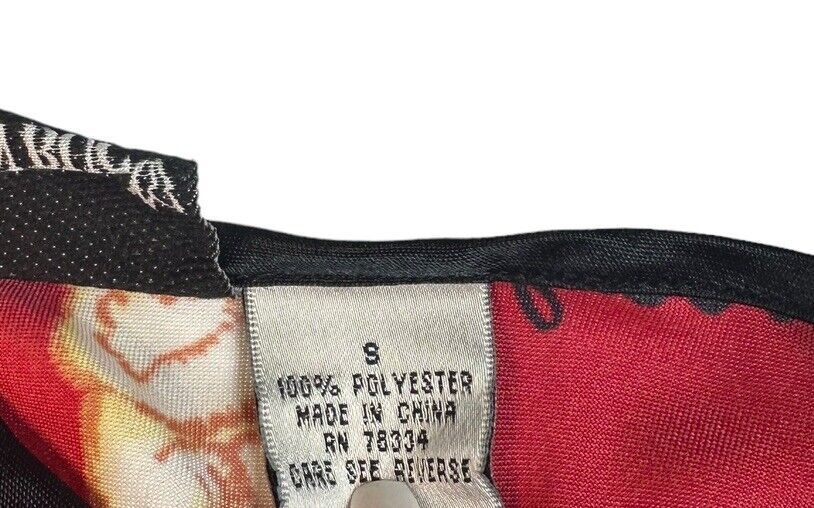 S
100% POLYESTER
MADE IN CHINA
RN 78334
CARE SEE REVERSE